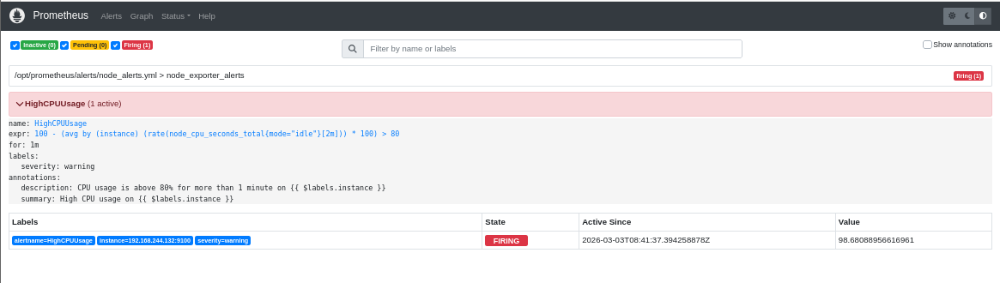 Prometheus Alerts Graph Status Help
Inactive (0) Pending (0) Firing (1)
Filter by name or labels
Show annotations
/opt/prometheus/alerts/node_alerts.yml > node_exporter_alerts firing (1)
HighCPUUsage (1 active)
name: HighCPUUsage
expr: 100 - (avg by (instance) (rate(node_cpu_seconds_total{mode="idle"}[2m])) * 100) > 80
for: 1m
labels:
severity: warning
annotations:
description: CPU usage is above 80% for more than 1 minute on {{ $labels.instance }}
summary: High CPU usage on {{ $labels.instance }}
Labels State Active Since Value
alertname=HighCPUUsage instance=192.168.244.132:9100 severity=warning FIRING 2026-03-03T08:41:37.394258878Z 98.68088956616961